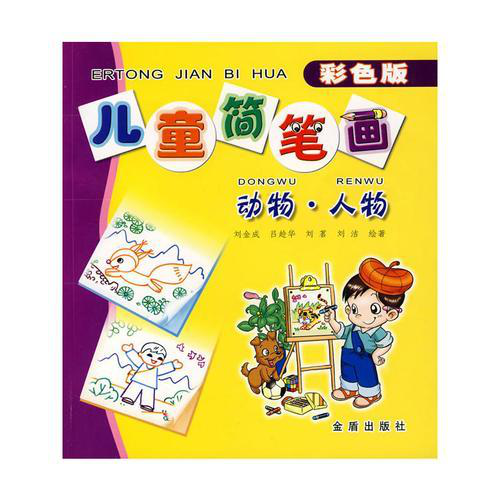 ERTONG JIAN BI HUA
彩色版
儿童简笔画
DONGWU RENWU
动物·人物
刘金成 吕趁华 刘茗 刘洁 绘著
金盾出版社